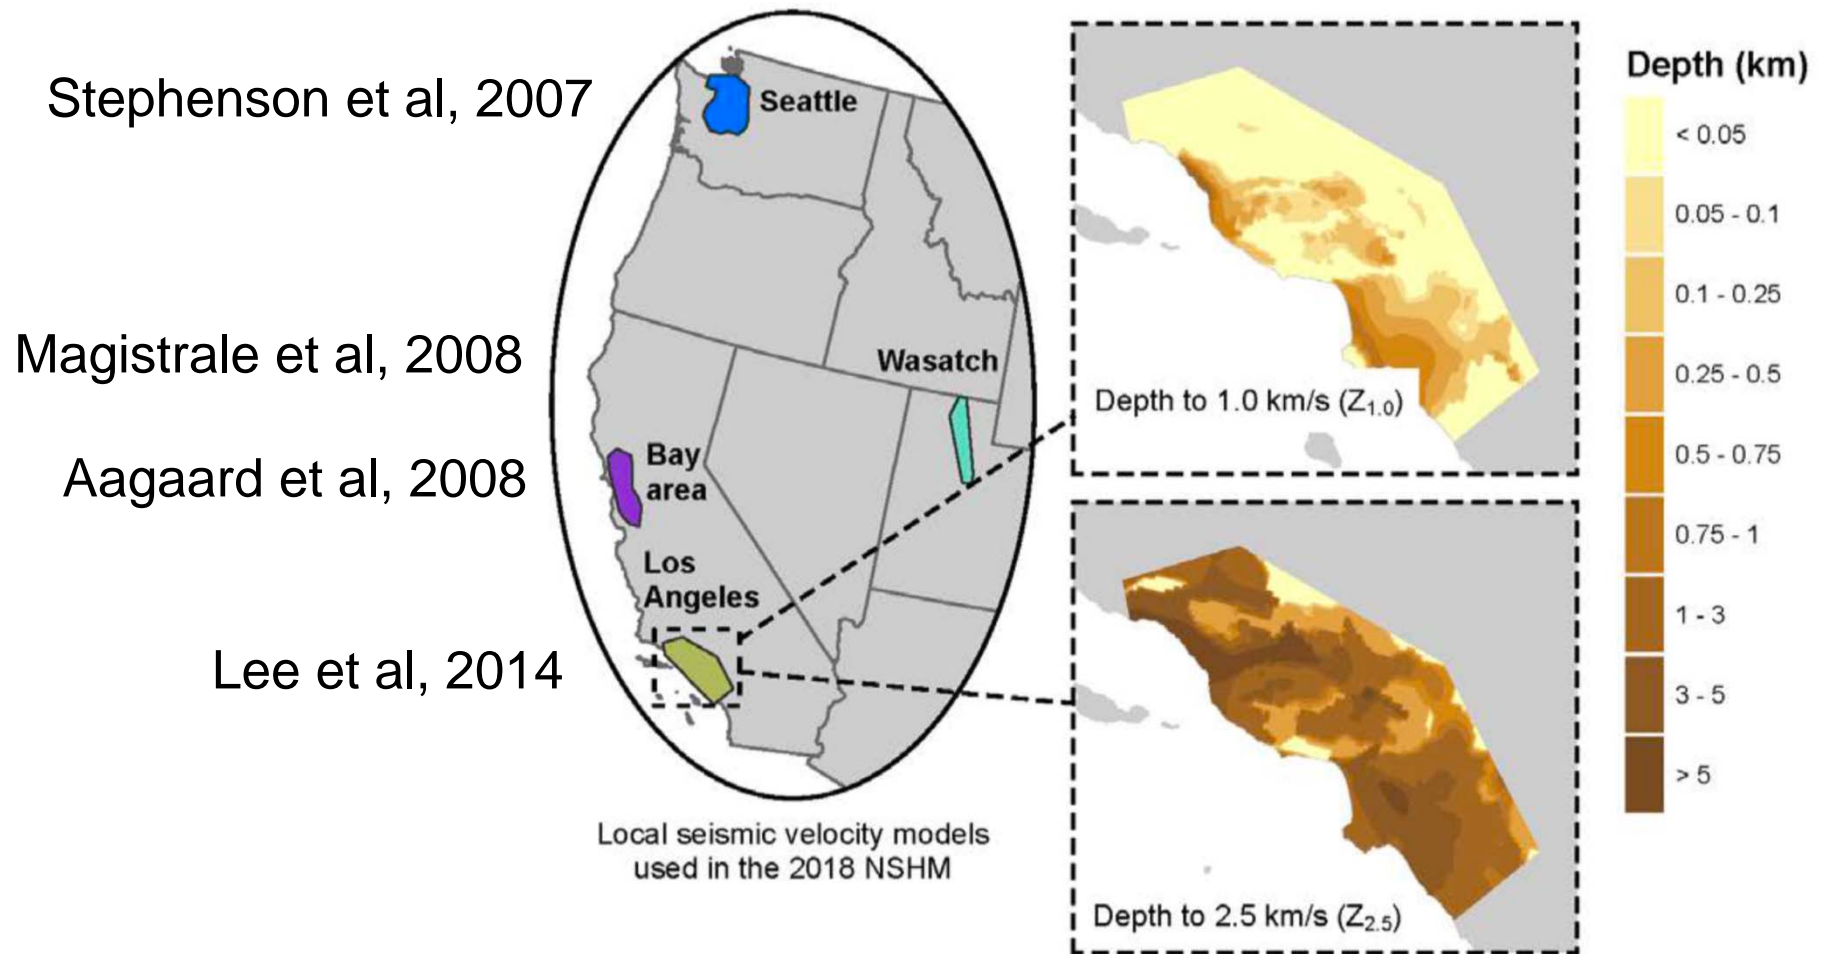 Stephenson et al, 2007
Magistrale et al, 2008
Aagaard et al, 2008
Lee et al, 2014
Seattle
Wasatch
Bay
area
Los
Angeles
Local seismic velocity models
used in the 2018 NSHM
Depth to 1.0 km/s (Z1.0)
Depth to 2.5 km/s (Z2.5)
Depth (km)
< 0.05
0.05 - 0.1
0.1 - 0.25
0.25 - 0.5
0.5 - 0.75
0.75 - 1
1 - 3
3 - 5
> 5